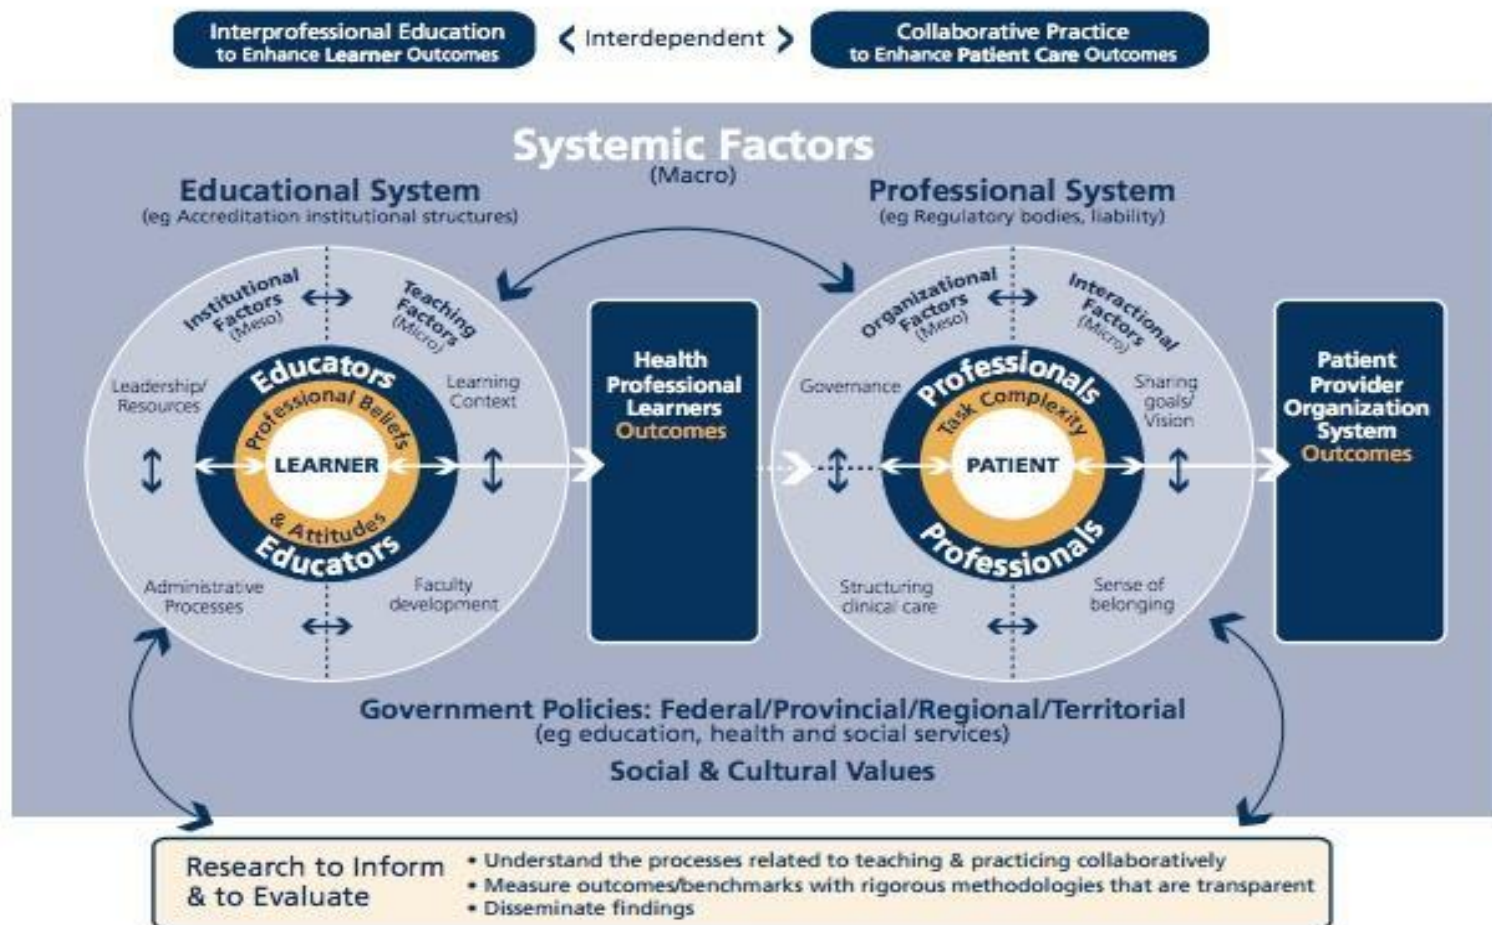 Interprofessional Education
to Enhance Learner Outcomes
< Interdependent >
Collaborative Practice
to Enhance Patient Care Outcomes
Systemic Factors
(Macro)
Educational System
(eg Accreditation institutional structures)
Professional System
(eg Regulatory bodies, liability)
Institutional
Factors
(Meso)
Teaching
Factors
(Micro)
Leadership/
Resources
Learning
Context
Educators
Professional Beliefs
LEARNER
& Attitudes
Educators
Administrative
Processes
Faculty
development
Health
Professional
Learners
Outcomes
Organizational
Factors
(Meso)
Interactional
Factors
(Micro)
Governance
Sharing
goals/
Vision
Professionals
Task Complexity
PATIENT
Professionals
Structuring
clinical care
Sense of
belonging
Patient
Provider
Organization
System
Outcomes
Government Policies: Federal/Provincial/Regional/Territorial
(eg education, health and social services)
Social & Cultural Values
Research to Inform
& to Evaluate
• Understand the processes related to teaching & practicing collaboratively
• Measure outcomes/benchmarks with rigorous methodologies that are transparent
• Disseminate findings